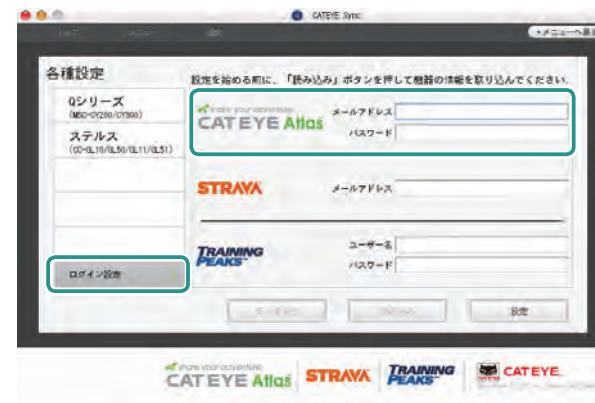 CATEYE Sync
各種設定
設定を始める前に、「読み込み」ボタンを押して機器の情報を取り込んでください。
Qシリーズ
(MSC-CY200/CY300)
ステルス
(CC-GL10/GL50/GL11/GL51)
ログイン設定
share your adventure
CATEYE Atlas
メールアドレス
パスワード
STRAVA
メールアドレス
TRAINING
PEAKS
ユーザー名
パスワード
設定
share your adventure
CATEYE Atlas
STRAVA
TRAINING
PEAKS
CATEYE